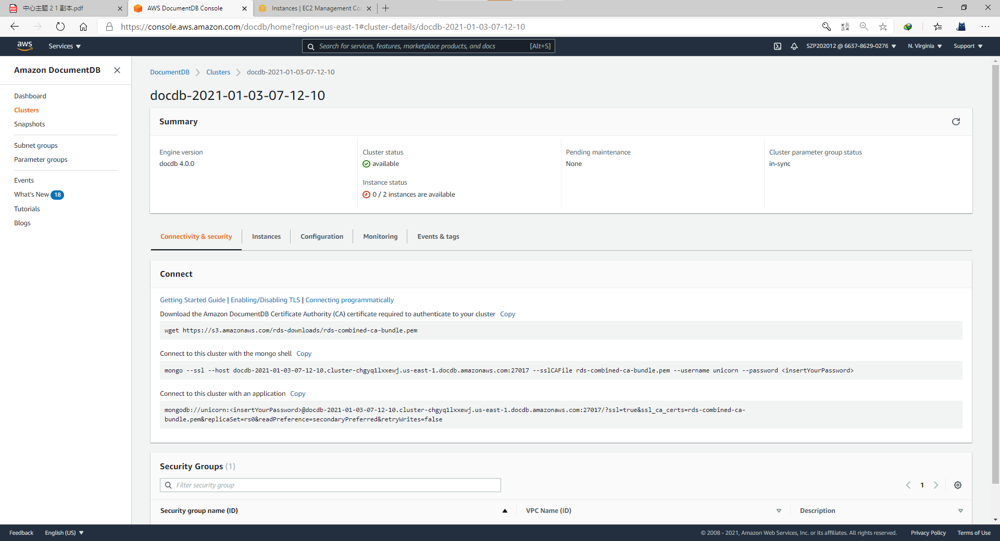 中心主题 2 1 副本.pdf
AWS DocumentDB Console
Instances | EC2 Management Co
https://console.aws.amazon.com/docdb/home?region=us-east-1#cluster-details/docdb-2021-01-03-07-12-10
aws
Services
Search for services, features, marketplace products, and docs
[Alt+S]
SZP202012 @ 6637-8629-0276
N. Virginia
Support
Amazon DocumentDB
Dashboard
Clusters
Snapshots
Subnet groups
Parameter groups
Events
What's New 18
Tutorials
Blogs
DocumentDB
Clusters
docdb-2021-01-03-07-12-10
docdb-2021-01-03-07-12-10
Summary
Engine version
docdb 4.0.0
Cluster status
available
Instance status
0 / 2 instances are available
Pending maintenance
None
Cluster parameter group status
in-sync
Connectivity & security
Instances
Configuration
Monitoring
Events & tags
Connect
Getting Started Guide | Enabling/Disabling TLS | Connecting programmatically
Download the Amazon DocumentDB Certificate Authority (CA) certificate required to authenticate to your cluster Copy
wget https://s3.amazonaws.com/rds-downloads/rds-combined-ca-bundle.pem
Connect to this cluster with the mongo shell Copy
mongo --ssl --host docdb-2021-01-03-07-12-10.cluster-chgyq1lxxewj.us-east-1.docdb.amazonaws.com:27017 --sslCAFile rds-combined-ca-bundle.pem --username unicorn --password <insertYourPassword>
Connect to this cluster with an application Copy
mongodb://unicorn:<insertYourPassword>@docdb-2021-01-03-07-12-10.cluster-chgyq1lxxewj.us-east-1.docdb.amazonaws.com:27017/?ssl=true&ssl_ca_certs=rds-combined-ca-
bundle.pem&replicaSet=rs0&readPreference=secondaryPreferred&retryWrites=false
Security Groups (1)
Filter security group
1
Security group name (ID)
VPC Name (ID)
Description
Feedback
English (US)
© 2008 - 2021, Amazon Web Services, Inc. or its affiliates. All rights reserved.
Privacy Policy
Terms of Use